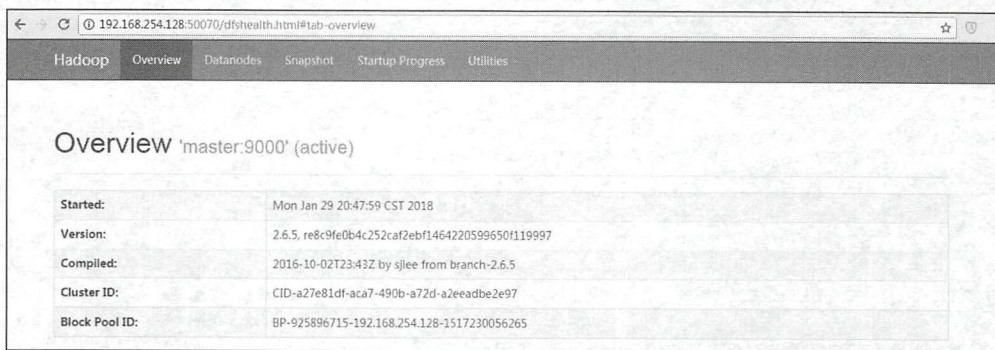 192.168.254.128:50070/dfshealth.html#tab-overview
Hadoop Overview Datanodes Snapshot Startup Progress Utilities
Overview 'master:9000' (active)
Started: Mon Jan 29 20:47:59 CST 2018
Version: 2.6.5, re8c9fe0b4c252caf2ebf1464220599650f119997
Compiled: 2016-10-02T23:43Z by sjlee from branch-2.6.5
Cluster ID: CID-a27e81df-aca7-490b-a72d-a2eeadbe2e97
Block Pool ID: BP-925896715-192.168.254.128-1517230056265